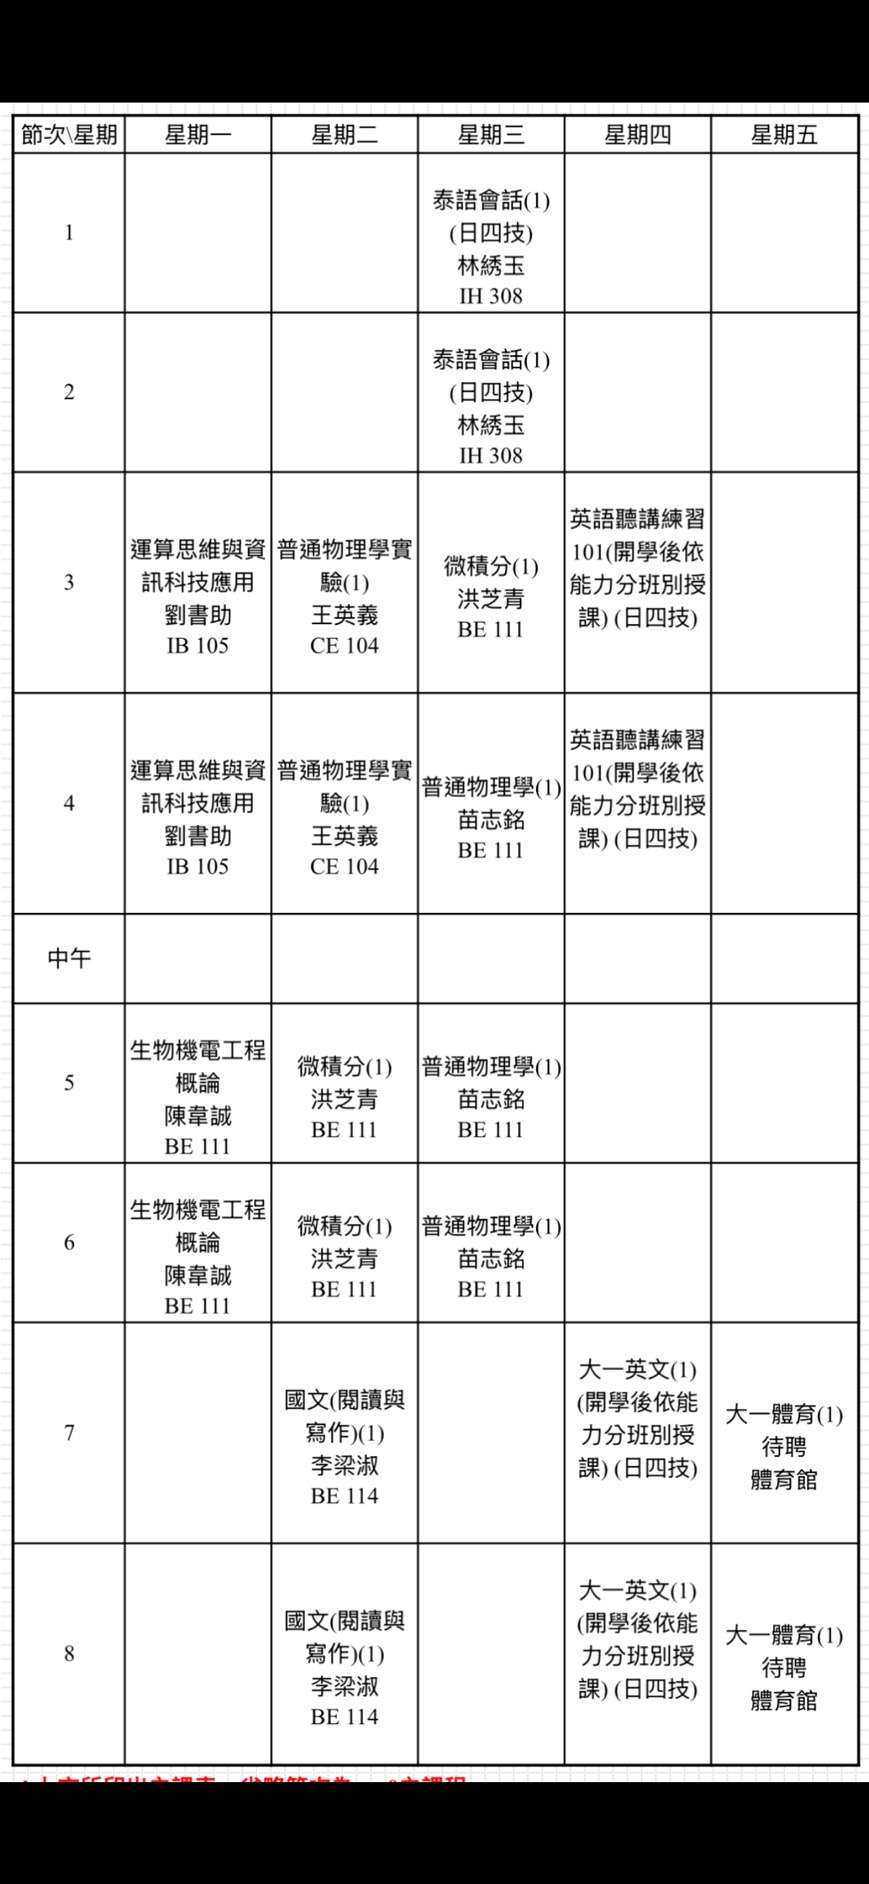 節次\星期 星期一 星期二 星期三 星期四 星期五
1
泰語會話(1)
(日四技)
林綉玉
IH 308
2
泰語會話(1)
(日四技)
林綉玉
IH 308
3
運算思維與資
訊科技應用
劉書助
IB 105
普通物理學實
驗(1)
王英義
CE 104
微積分(1)
洪芝青
BE 111
英語聽講練習
101(開學後依
能力分班別授
課) (日四技)
4
運算思維與資
訊科技應用
劉書助
IB 105
普通物理學實
驗(1)
王英義
CE 104
普通物理學(1)
苗志銘
BE 111
英語聽講練習
101(開學後依
能力分班別授
課) (日四技)
中午
5
生物機電工程
概論
陳韋誠
BE 111
微積分(1)
洪芝青
BE 111
普通物理學(1)
苗志銘
BE 111
6
生物機電工程
概論
陳韋誠
BE 111
微積分(1)
洪芝青
BE 111
普通物理學(1)
苗志銘
BE 111
7
國文(閱讀與
寫作)(1)
李梁淑
BE 114
大一英文(1)
(開學後依能
力分班別授
課) (日四技)
大一體育(1)
待聘
體育館
8
國文(閱讀與
寫作)(1)
李梁淑
BE 114
大一英文(1)
(開學後依能
力分班別授
課) (日四技)
大一體育(1)
待聘
體育館